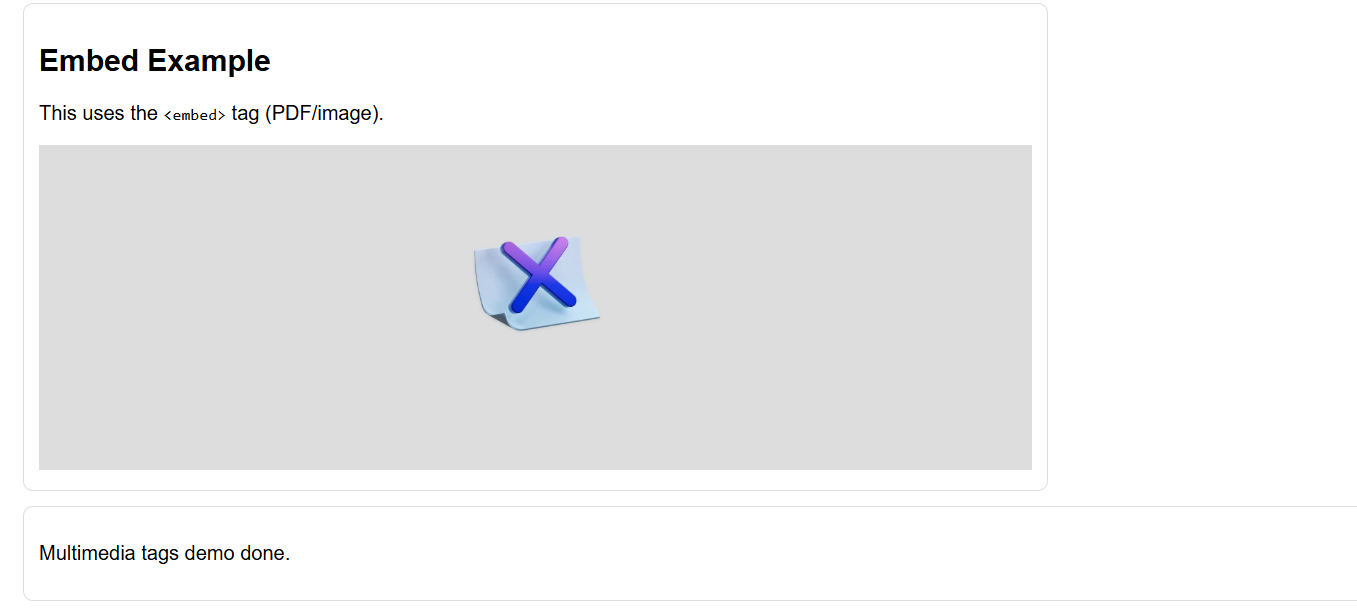 Embed Example
This uses the <embed> tag (PDF/image).
Multimedia tags demo done.